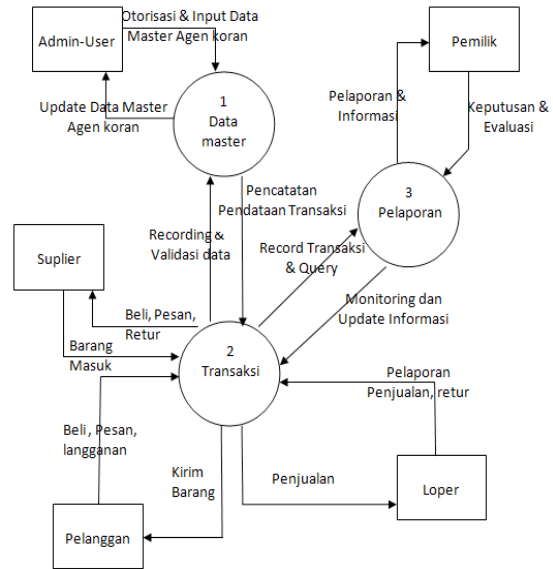 Otorisasi & Input Data
Master Agen koran
Admin-User
Pemilik
Update Data Master
Agen koran
1
Data
master
Pelaporan &
Informasi
Keputusan &
Evaluasi
3
Pelaporan
Pencatatan
Pendataan Transaksi
Recording &
Validasi data
Record Transaksi
& Query
Suplier
Monitoring dan
Update Informasi
Beli, Pesan,
Retur
Barang
Masuk
2
Transaksi
Pelaporan
Penjualan, retur
Beli, Pesan,
langganan
Kirim
Barang
Penjualan
Loper
Pelanggan